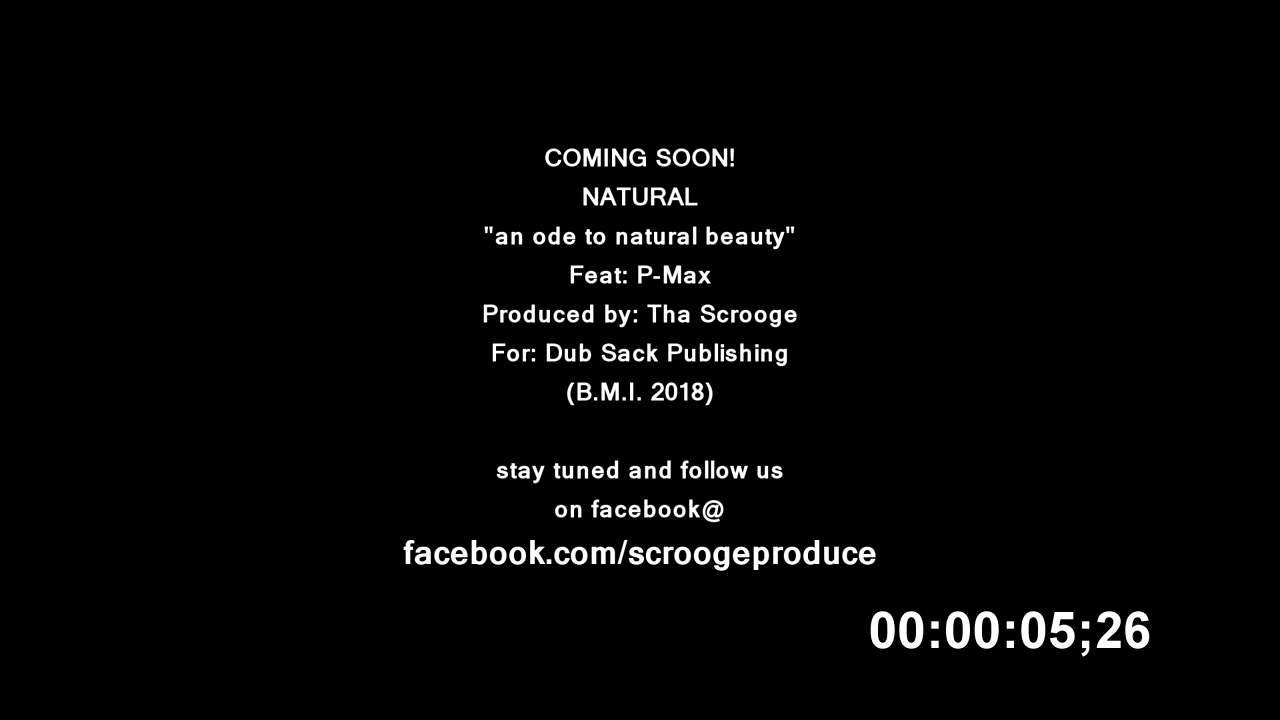 COMING SOON!
NATURAL
"an ode to natural beauty"
Feat: P-Max
Produced by: Tha Scrooge
For: Dub Sack Publishing
(B.M.I. 2018)
stay tuned and follow us
on facebook@
facebook.com/scroogeproduce
00:00:05;26